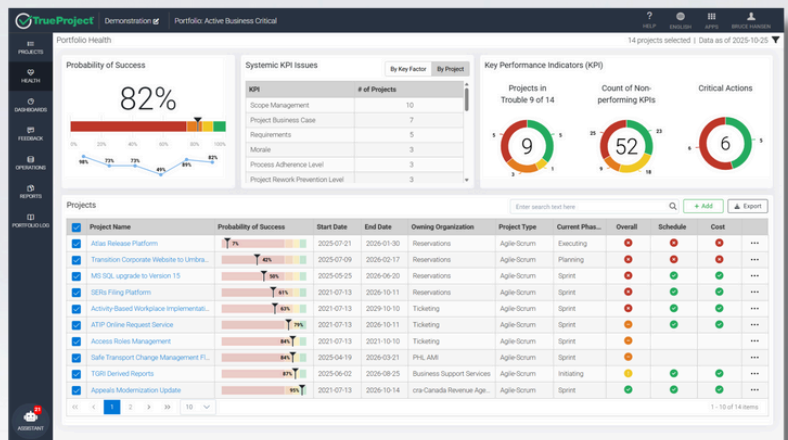 TrueProject Demonstration Portfolio: Active Business Critical
HELP ENGLISH APPS BRUCE HANSEN
Portfolio Health 14 projects selected | Data as of 2025-10-25
PROJECTS
HEALTH
DASHBOARDS
FEEDBACK
OPERATIONS
REPORTS
PORTFOLIO LOG
21
ASSISTANT
Probability of Success
82%
0% 20% 40% 60% 80% 100%
98% 73% 73% 49% 89% 82%
Systemic KPI Issues By Key Factor By Project
KPI # of Projects
Scope Management 10
Project Business Case 7
Requirements 5
Morale 3
Process Adherence Level 3
Project Rework Prevention Level 3
Key Performance Indicators (KPI)
Projects in
Trouble 9 of 14
5 9 5
3 1
Count of Non-
performing KPIs
25 52 23
9 18
Critical Actions
6 6 5
Projects Enter search text here + Add Export
Project Name Probability of Success Start Date End Date Owning Organization Project Type Current Phas... Overall Schedule Cost
Atlas Release Platform 7% 2025-07-21 2026-01-30 Reservations Agile-Scrum Executing
Transition Corporate Website to Umbra... 42% 2025-07-09 2026-02-17 Reservations Agile-Scrum Planning
MS SQL upgrade to Version 15 50% 2025-05-25 2026-06-20 Reservations Agile-Scrum Sprint
SERs Filing Platform 61% 2021-07-13 2026-10-11 Reservations Agile-Scrum Sprint
Activity-Based Workplace Implementati... 63% 2021-07-13 2029-10-10 Ticketing Agile-Scrum Sprint
ATIP Online Request Service 79% 2021-07-13 2026-10-11 Ticketing Agile-Scrum Sprint
Access Roles Management 84% 2021-07-13 2021-10-10 Ticketing Agile-Scrum Sprint
Safe Transport Change Management Fi... 84% 2025-04-19 2026-03-21 PHL AMI Agile-Scrum Sprint
TGRI Derived Reports 87% 2025-06-02 2026-08-25 Business Support Services Agile-Scrum Initiating
Appeals Modernization Update 95% 2021-07-13 2026-10-14 cra-Canada Revenue Age... Agile-Scrum Sprint
1 2 10 1 - 10 of 14 items